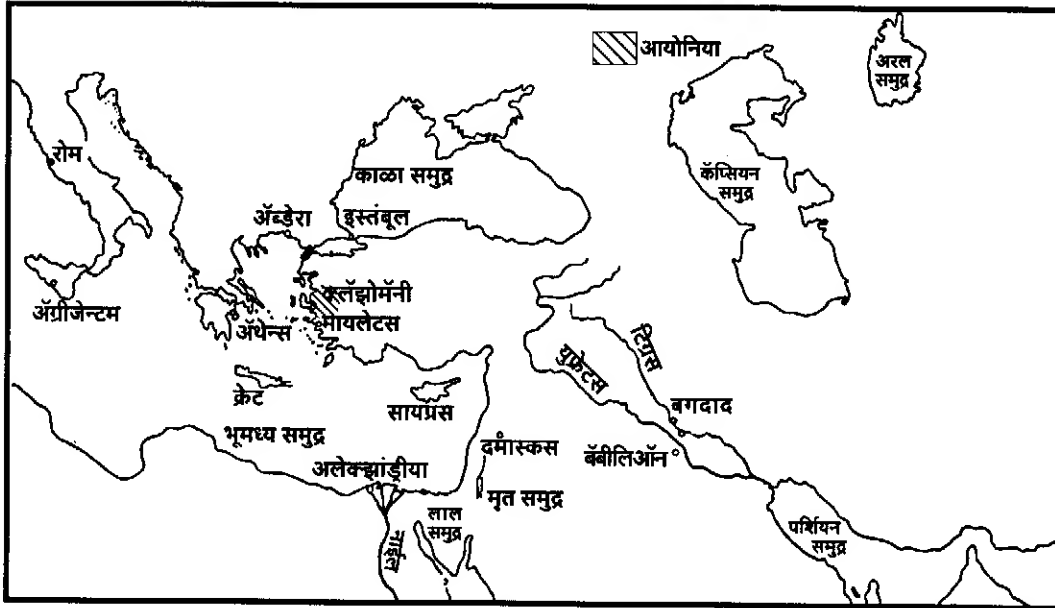 आयोनिया
अरल
समुद्र
रोम
काळा समुद्र
कॅप्सियन
समुद्र
ॲब्डेरा
इस्तंबूल
ॲग्रीजेन्टम
क्लॅझोमॅनी
ॲथेन्स
मायलेटस
टिग्रस
युफ्रेटस
क्रेट
सायप्रस
बगदाद
भूमध्य समुद्र
दमास्कस
बॅबीलिऑन
अलेक्झांड्रीया
मृत समुद्र
लाल
समुद्र
नाईल
पर्शियन
समुद्र